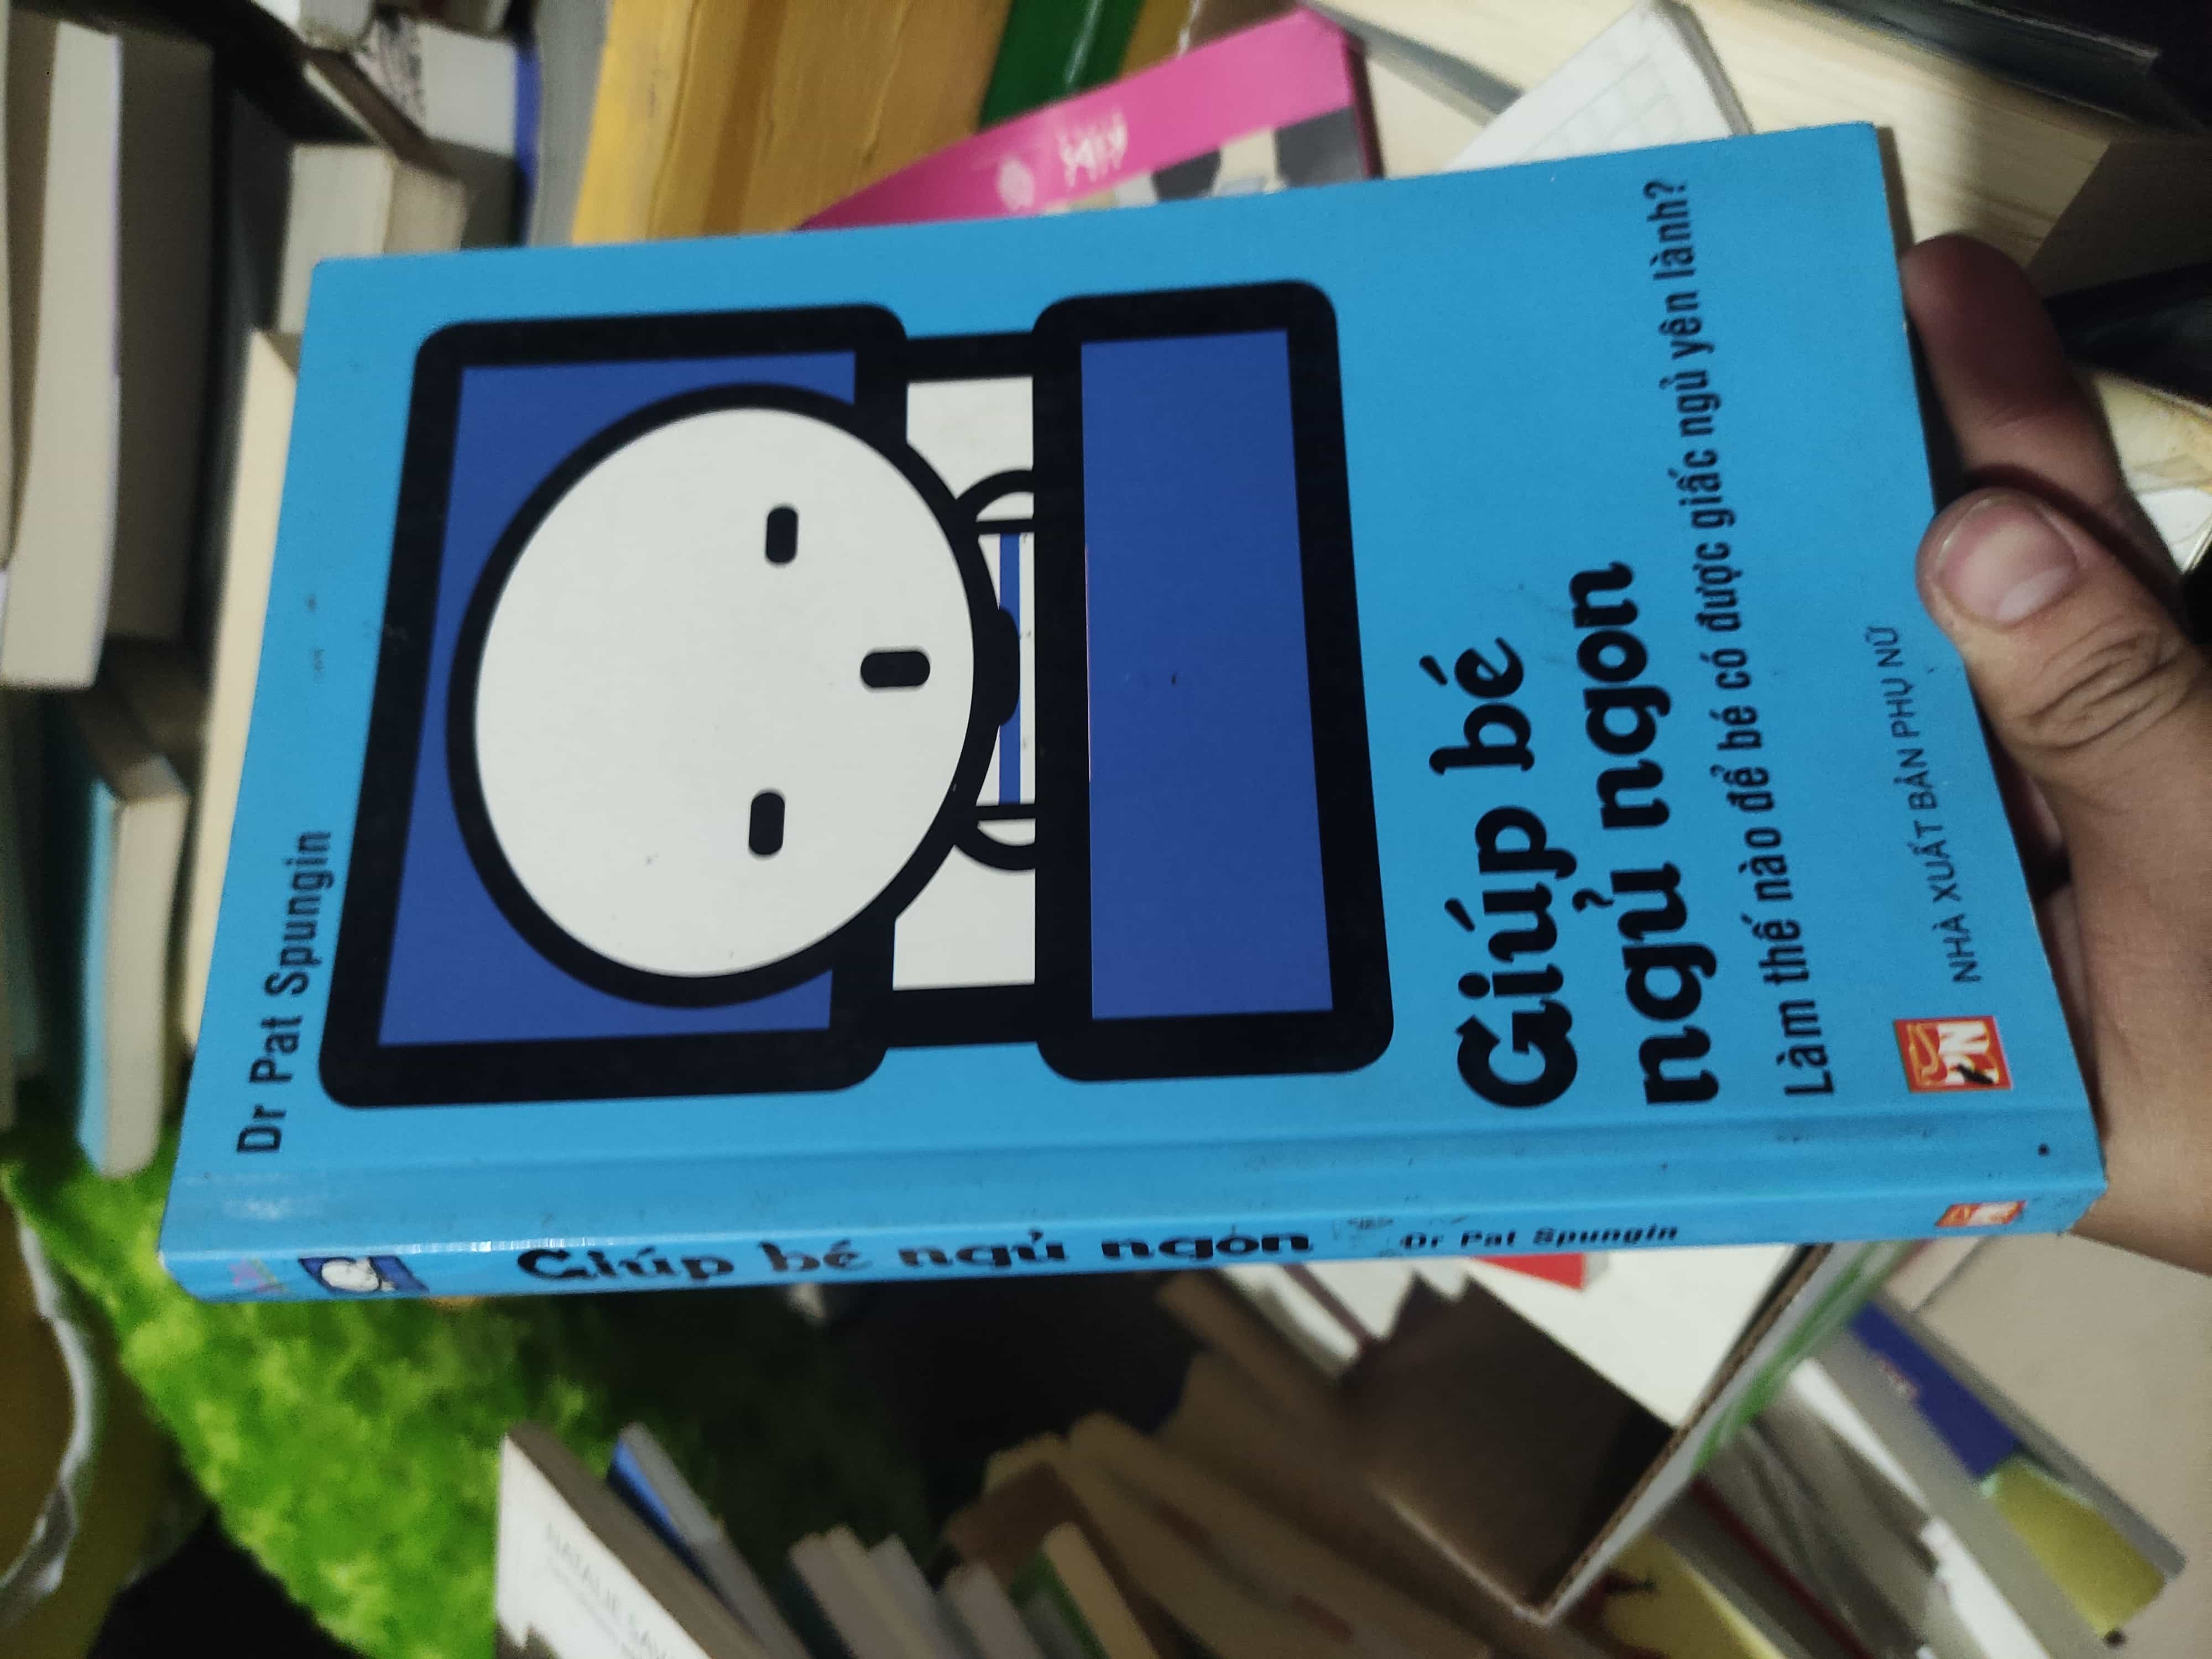 Dr Pat Spungin
Giúp bé
ngủ ngon
Làm thế nào để bé có được giấc ngủ yên lành?
NHÀ XUẤT BẢN PHỤ NỮ
Giúp bé ngủ ngon
Dr Pat Spungin
NATALIE